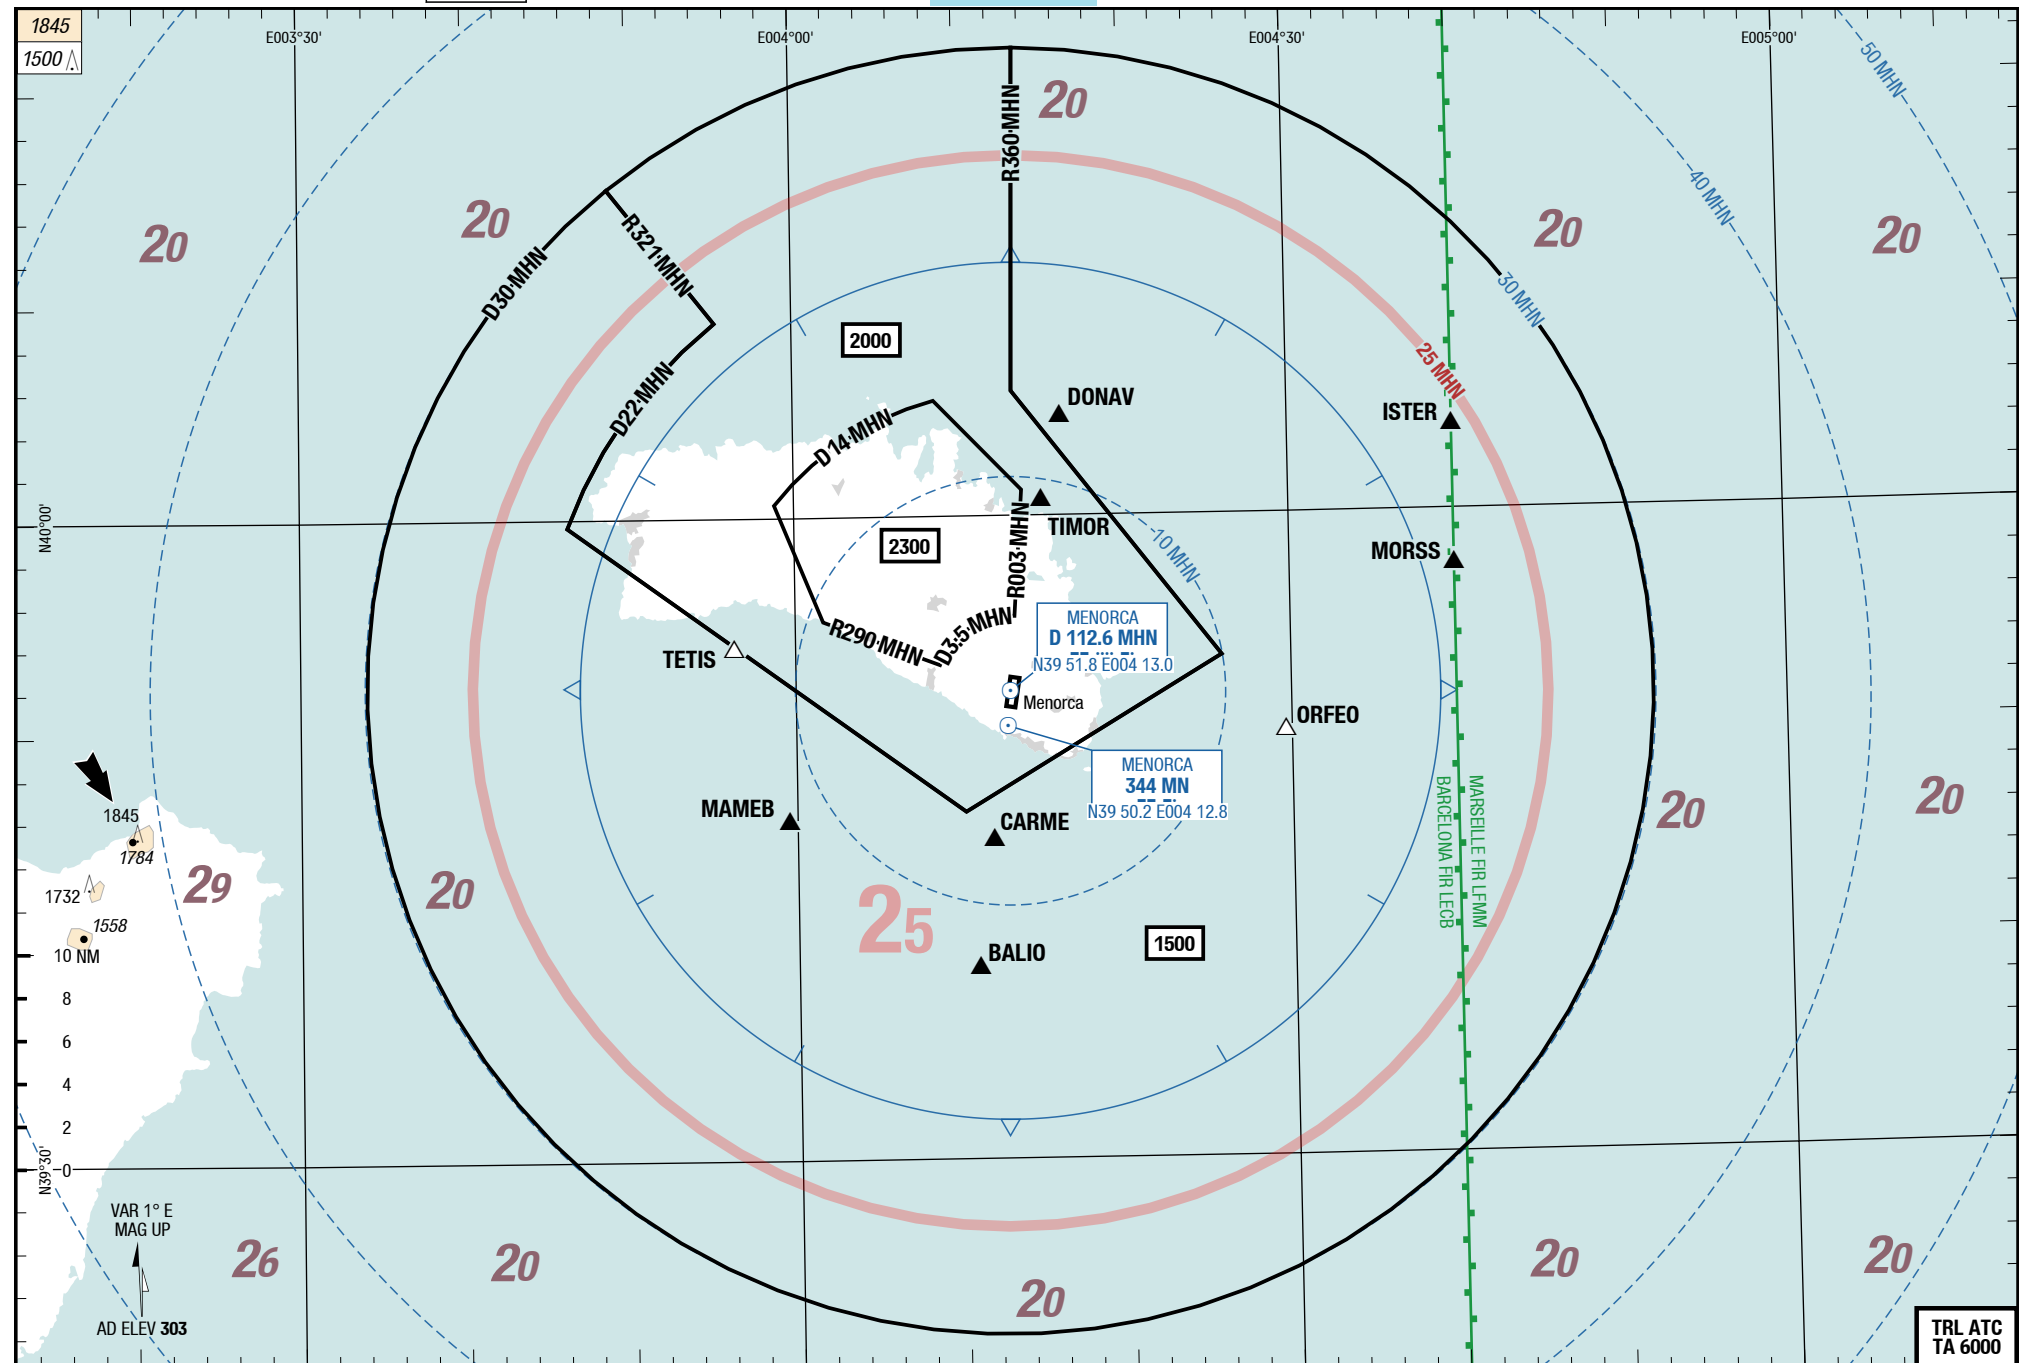 1845
1500
E003°30'
E004°00'
E004°30'
E005°00'
50 MHN
40 MHN
30 MHN
25 MHN
10 MHN
20
20
20
20
20
R360·MHN
R321·MHN
D30·MHN
D22·MHN
2000
DONAV
ISTER
D14·MHN
N40°00'
TIMOR
2300
R003·MHN
MORSS
MENORCA
D 112.6 MHN
N39 51.8 E004 13.0
R290·MHN
D3.5·MHN
TETIS
Menorca
ORFEO
MENORCA
344 MN
N39 50.2 E004 12.8
MAMEB
CARME
BARCELONA FIR LECB
MARSEILLE FIR LFMM
20
20
1845
1784
1732
1558
29
20
25
BALIO
1500
10 NM
8
6
4
2
0
N39°30'
VAR 1° E
MAG UP
AD ELEV 303
26
20
20
20
20
TRL ATC
TA 6000